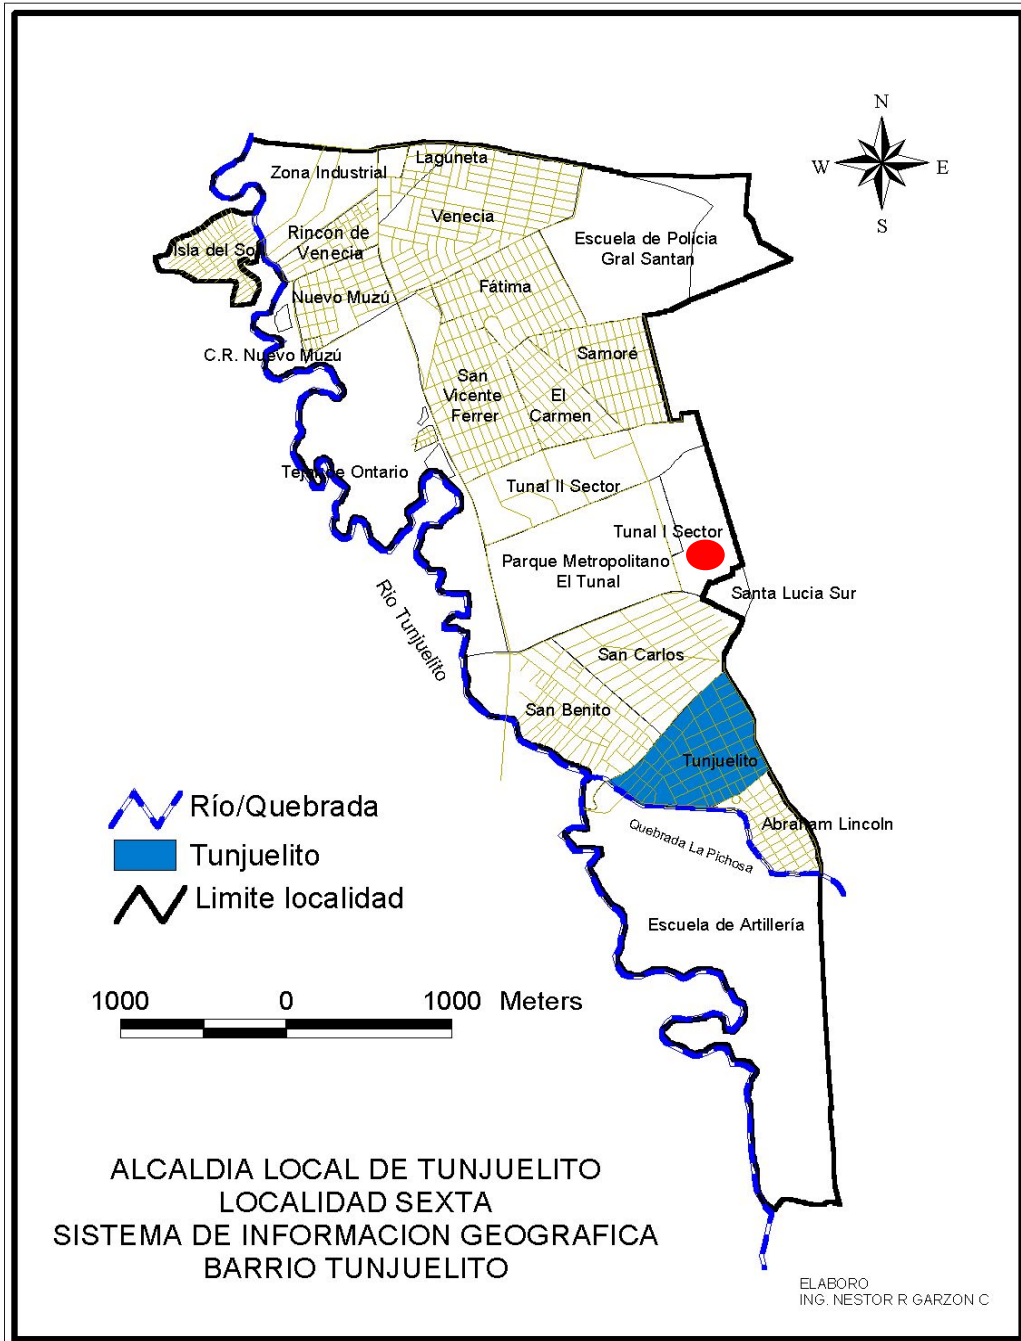 N
W
E
S
Laguneta
Zona Industrial
Venecia
Rincon de
Venecia
Isla del Sol
Escuela de Policia
Gral Santan
Fátima
Nuevo Muzú
C.R. Nuevo Muzú
Samoré
San
Vicente
Ferrer
El
Carmen
Tejar de Ontario
Tunal II Sector
Tunal I Sector
Parque Metropolitano
El Tunal
Santa Lucia Sur
Río Tunjuelito
San Carlos
San Benito
Tunjuelito
Abraham Lincoln
Quebrada La Pichosa
Escuela de Artillería
Río/Quebrada
Tunjuelito
Limite localidad
1000 0 1000 Meters
ALCALDIA LOCAL DE TUNJUELITO
LOCALIDAD SEXTA
SISTEMA DE INFORMACION GEOGRAFICA
BARRIO TUNJUELITO
ELABORO
ING. NESTOR R GARZON C